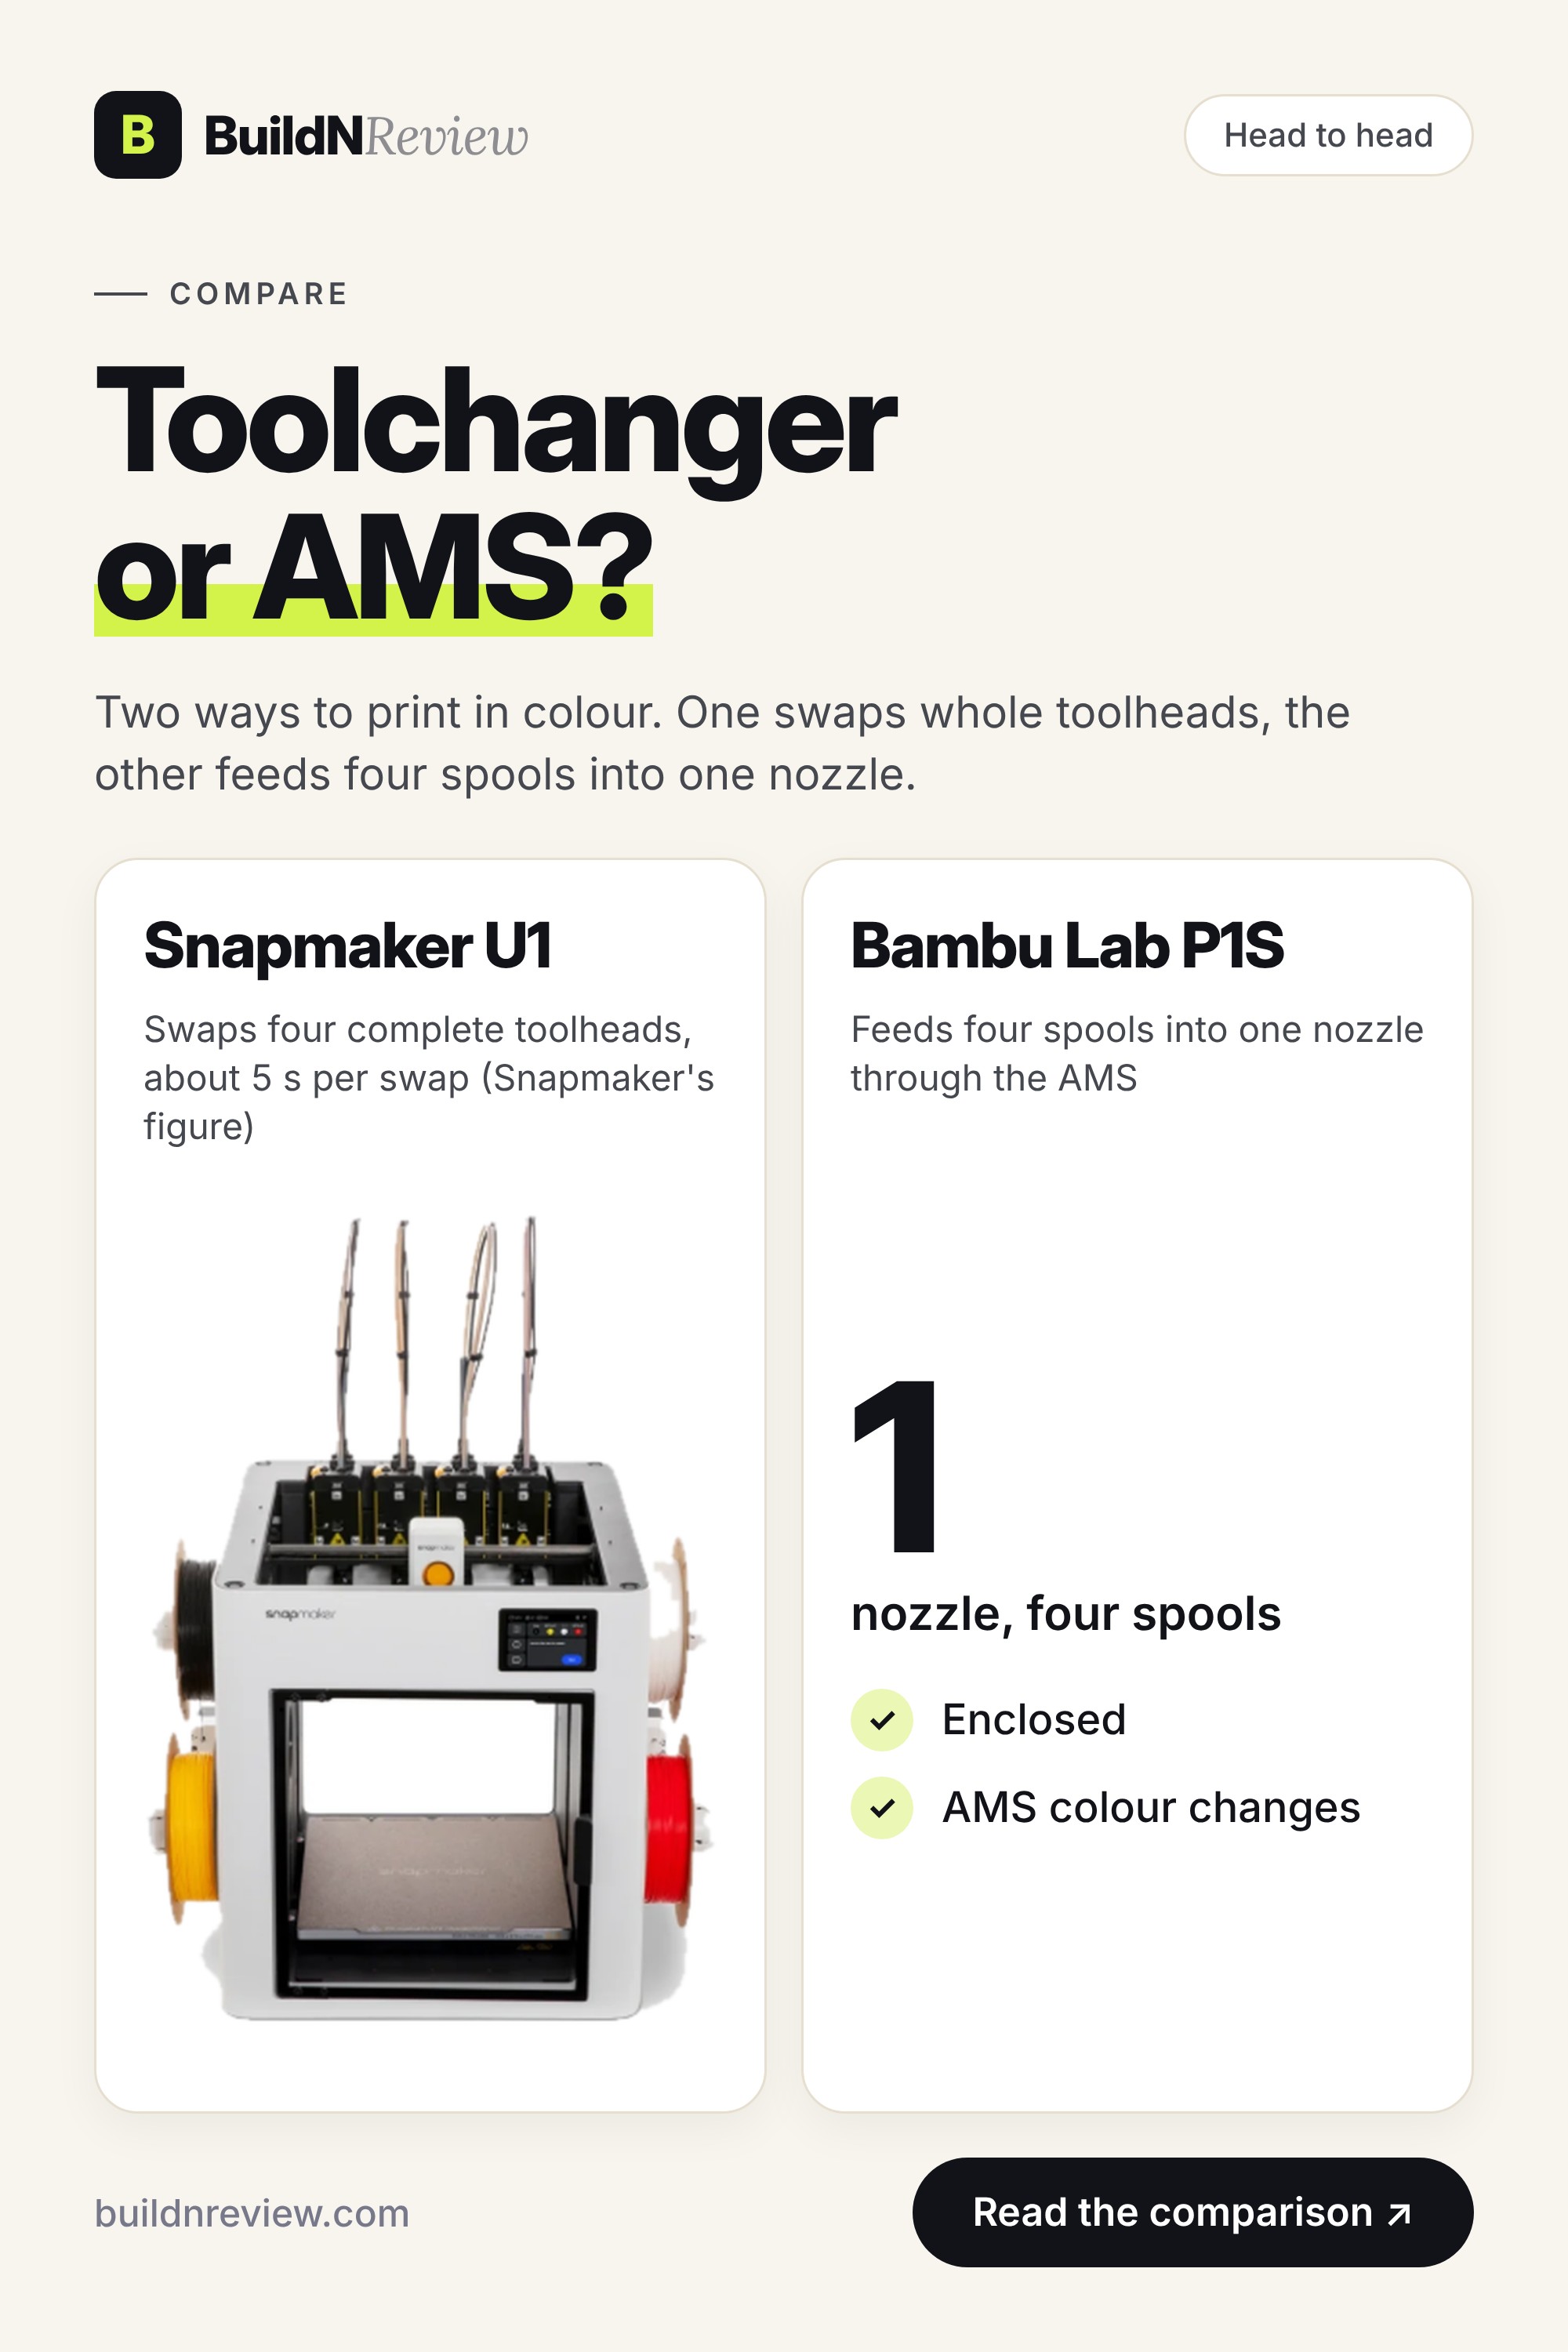 B BuildNReview
Head to head
COMPARE
Toolchanger
or AMS?
Two ways to print in colour. One swaps whole toolheads, the
other feeds four spools into one nozzle.
Snapmaker U1
Swaps four complete toolheads,
about 5 s per swap (Snapmaker's
figure)
snapmaker
Bambu Lab P1S
Feeds four spools into one nozzle
through the AMS
1
nozzle, four spools
Enclosed
AMS colour changes
buildnreview.com
Read the comparison ↗